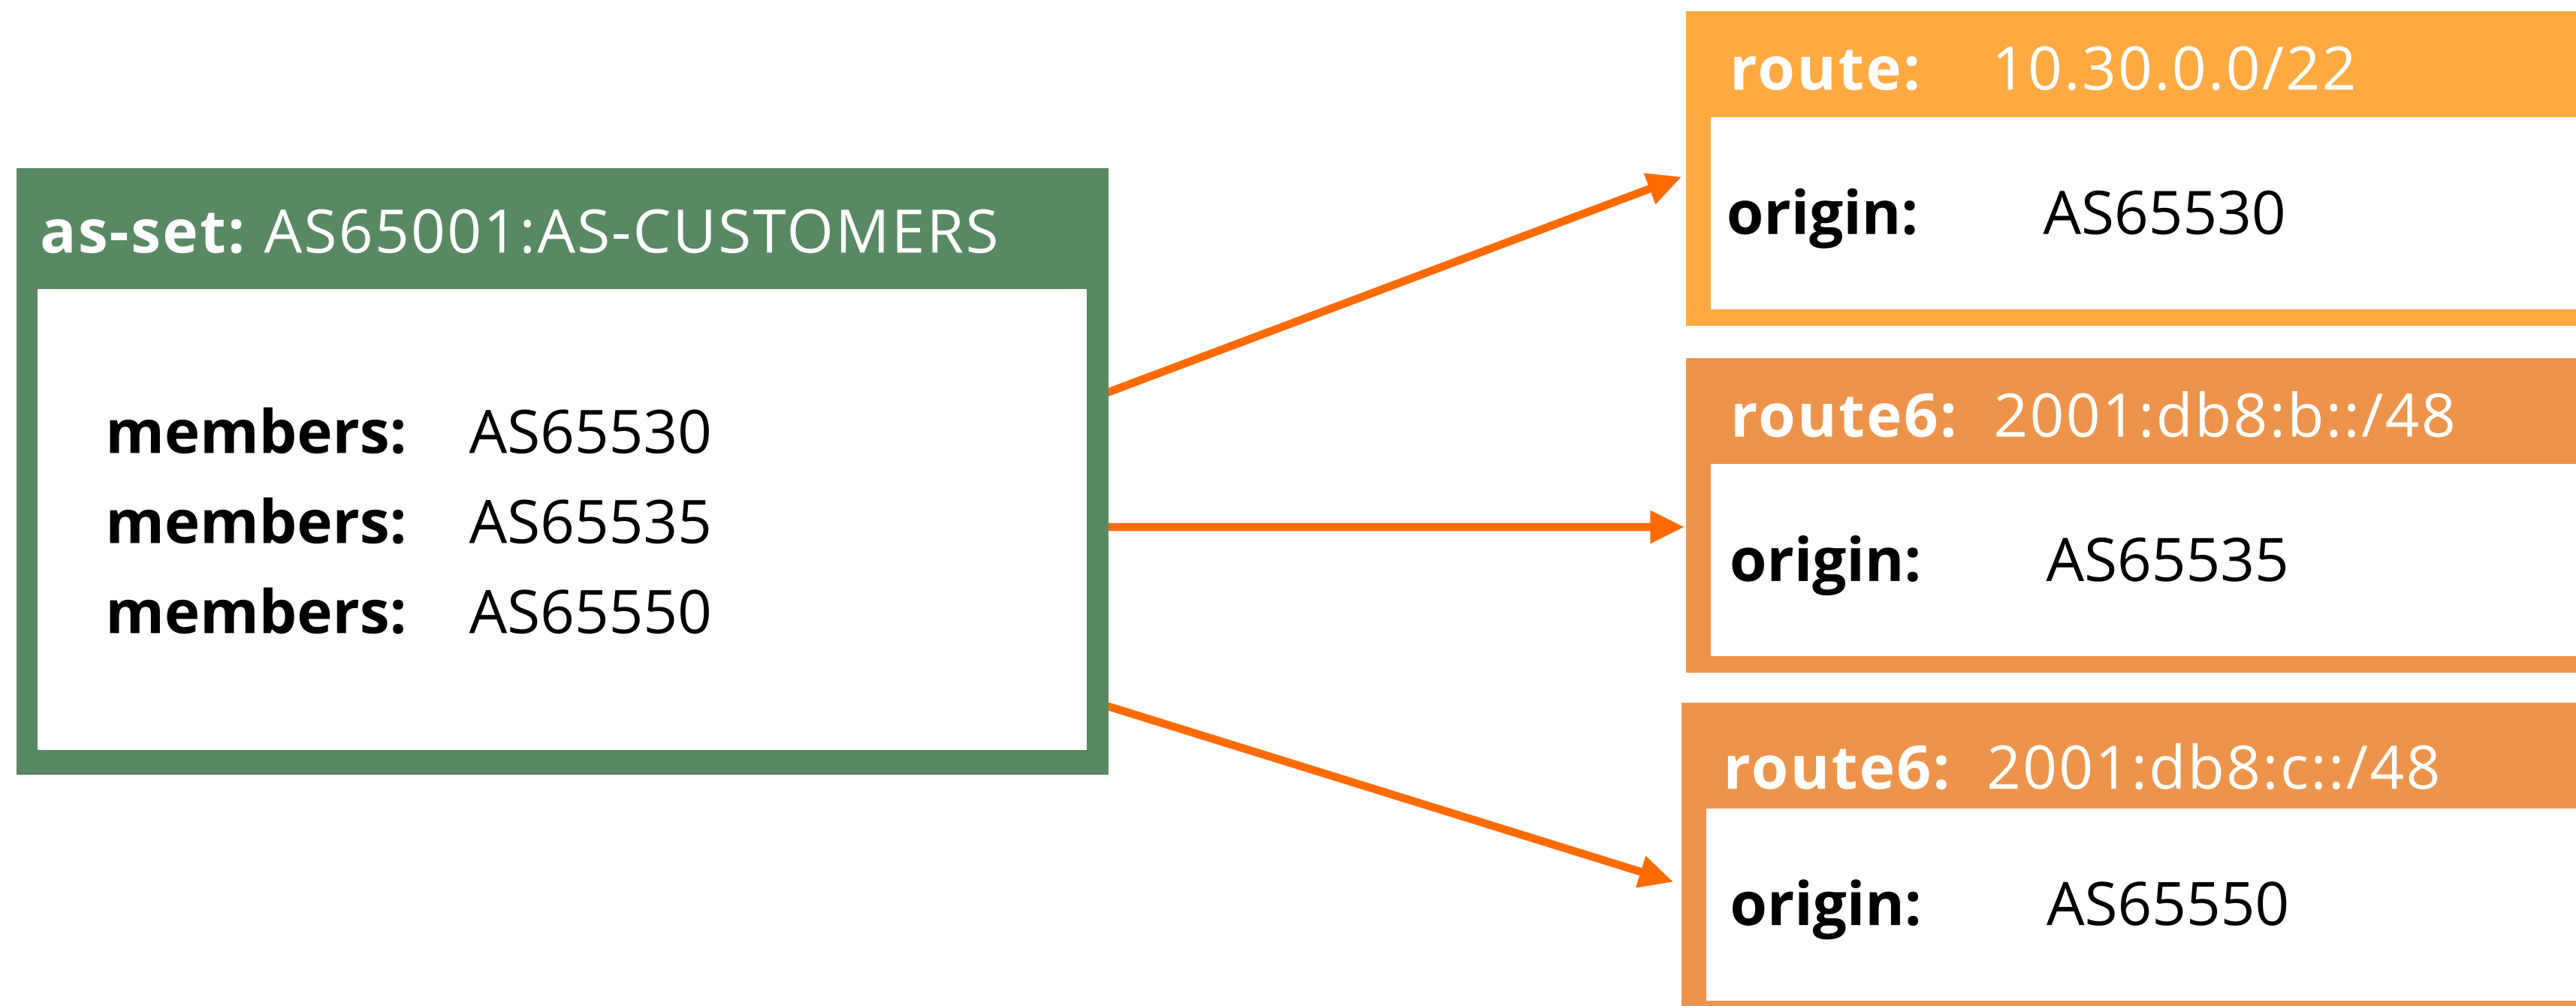 as-set: AS65001:AS-CUSTOMERS
members: AS65530
members: AS65535
members: AS65550
route: 10.30.0.0/22
origin: AS65530
route6: 2001:db8:b::/48
origin: AS65535
route6: 2001:db8:c::/48
origin: AS65550